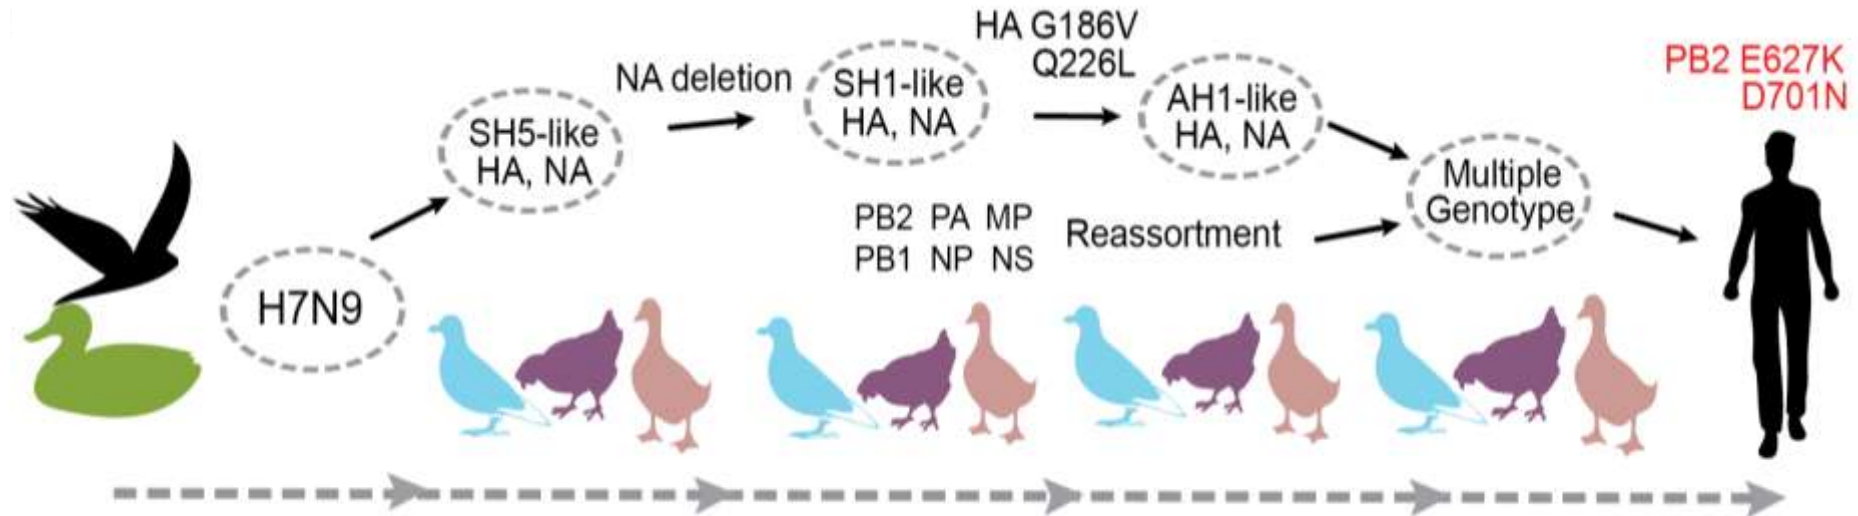 H7N9
SH5-like
HA, NA
NA deletion
SH1-like
HA, NA
HA G186V
Q226L
AH1-like
HA, NA
PB2 PA MP
PB1 NP NS
Reassortment
Multiple
Genotype
PB2 E627K
D701N